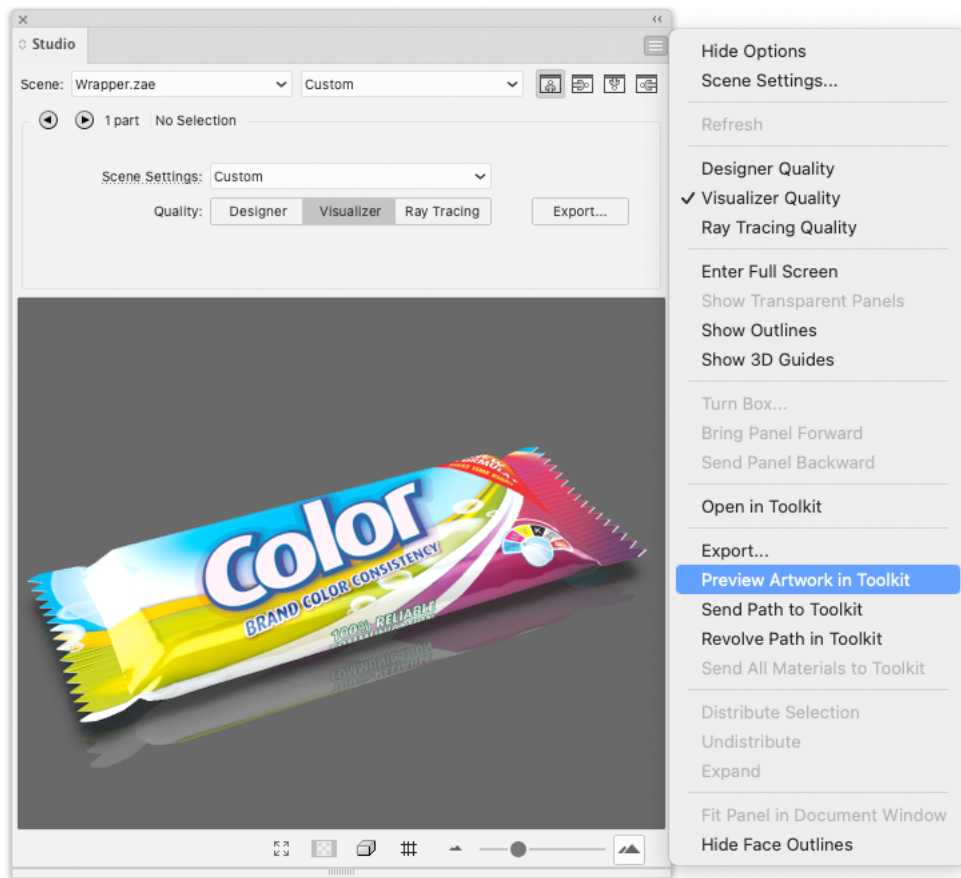 Studio
Scene: Wrapper.zae Custom
1 part No Selection
Scene Settings: Custom
Quality: Designer Visualizer Ray Tracing Export...
FORMULA
FIRST TIME RIGHT
Color
BRAND COLOR CONSISTENCY
100% RELIABLE
Hide Options
Scene Settings...
Refresh
Designer Quality
✓ Visualizer Quality
Ray Tracing Quality
Enter Full Screen
Show Transparent Panels
Show Outlines
Show 3D Guides
Turn Box...
Bring Panel Forward
Send Panel Backward
Open in Toolkit
Export...
Preview Artwork in Toolkit
Send Path to Toolkit
Revolve Path in Toolkit
Send All Materials to Toolkit
Distribute Selection
Undistribute
Expand
Fit Panel in Document Window
Hide Face Outlines